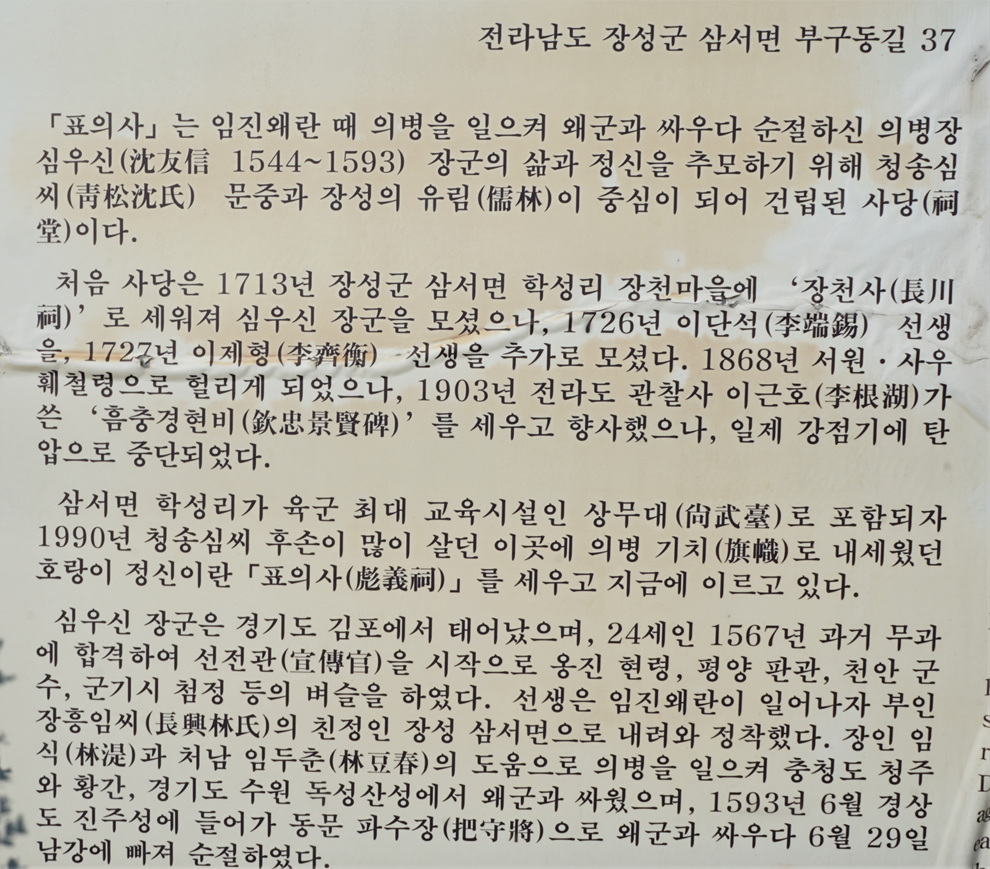 전라남도 장성군 삼서면 부구동길 37
「표의사」는 임진왜란 때 의병을 일으켜 왜군과 싸우다 순절하신 의병장
심우신(沈友信 1544~1593) 장군의 삶과 정신을 추모하기 위해 청송심
씨(靑松沈氏) 문중과 장성의 유림(儒林)이 중심이 되어 건립된 사당(祠
堂)이다.
처음 사당은 1713년 장성군 삼서면 학성리 장천마을에 ‘장천사(長川
祠)’로 세워져 심우신 장군을 모셨으나, 1726년 이단석(李端錫) 선생
을, 1727년 이제형(李齊衡) 선생을 추가로 모셨다. 1868년 서원·사우
훼철령으로 헐리게 되었으나, 1903년 전라도 관찰사 이근호(李根湖)가
쓴 ‘흠충경현비(欽忠景賢碑)’를 세우고 향사했으나, 일제 강점기에 탄
압으로 중단되었다.
삼서면 학성리가 육군 최대 교육시설인 상무대(尙武臺)로 포함되자
1990년 청송심씨 후손이 많이 살던 이곳에 의병 기치(旗幟)로 내세웠던
호랑이 정신이란「표의사(彪義祠)」를 세우고 지금에 이르고 있다.
심우신 장군은 경기도 김포에서 태어났으며, 24세인 1567년 과거 무과
에 합격하여 선전관(宣傳官)을 시작으로 옹진 현령, 평양 판관, 천안 군
수, 군기시 첨정 등의 벼슬을 하였다. 선생은 임진왜란이 일어나자 부인
장흥임씨(長興林氏)의 친정인 장성 삼서면으로 내려와 정착했다. 장인 임
식(林湜)과 처남 임두춘(林豆春)의 도움으로 의병을 일으켜 충청도 청주
와 황간, 경기도 수원 독성산성에서 왜군과 싸웠으며, 1593년 6월 경상
도 진주성에 들어가 동문 파수장(把守將)으로 왜군과 싸우다 6월 29일
남강에 빠져 순절하였다.